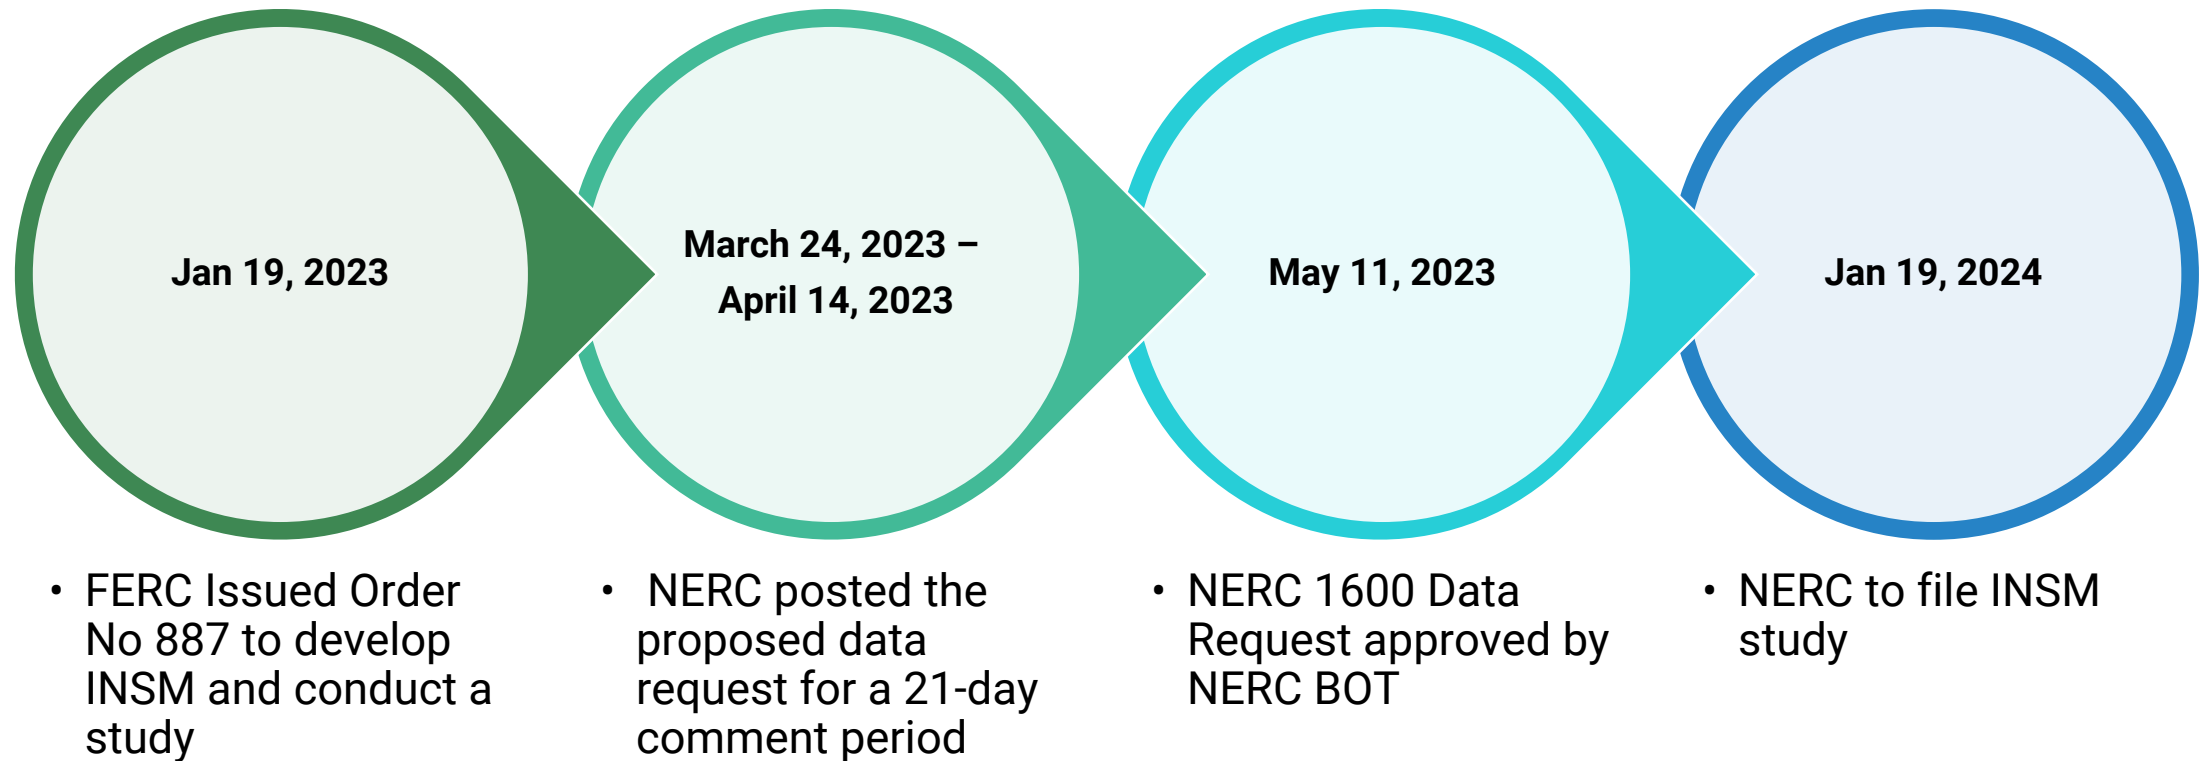 Jan 19, 2023
March 24, 2023 –
April 14, 2023
May 11, 2023
Jan 19, 2024
• FERC Issued Order
No 887 to develop
INSM and conduct a
study
• NERC posted the
proposed data
request for a 21-day
comment period
• NERC 1600 Data
Request approved by
NERC BOT
• NERC to file INSM
study